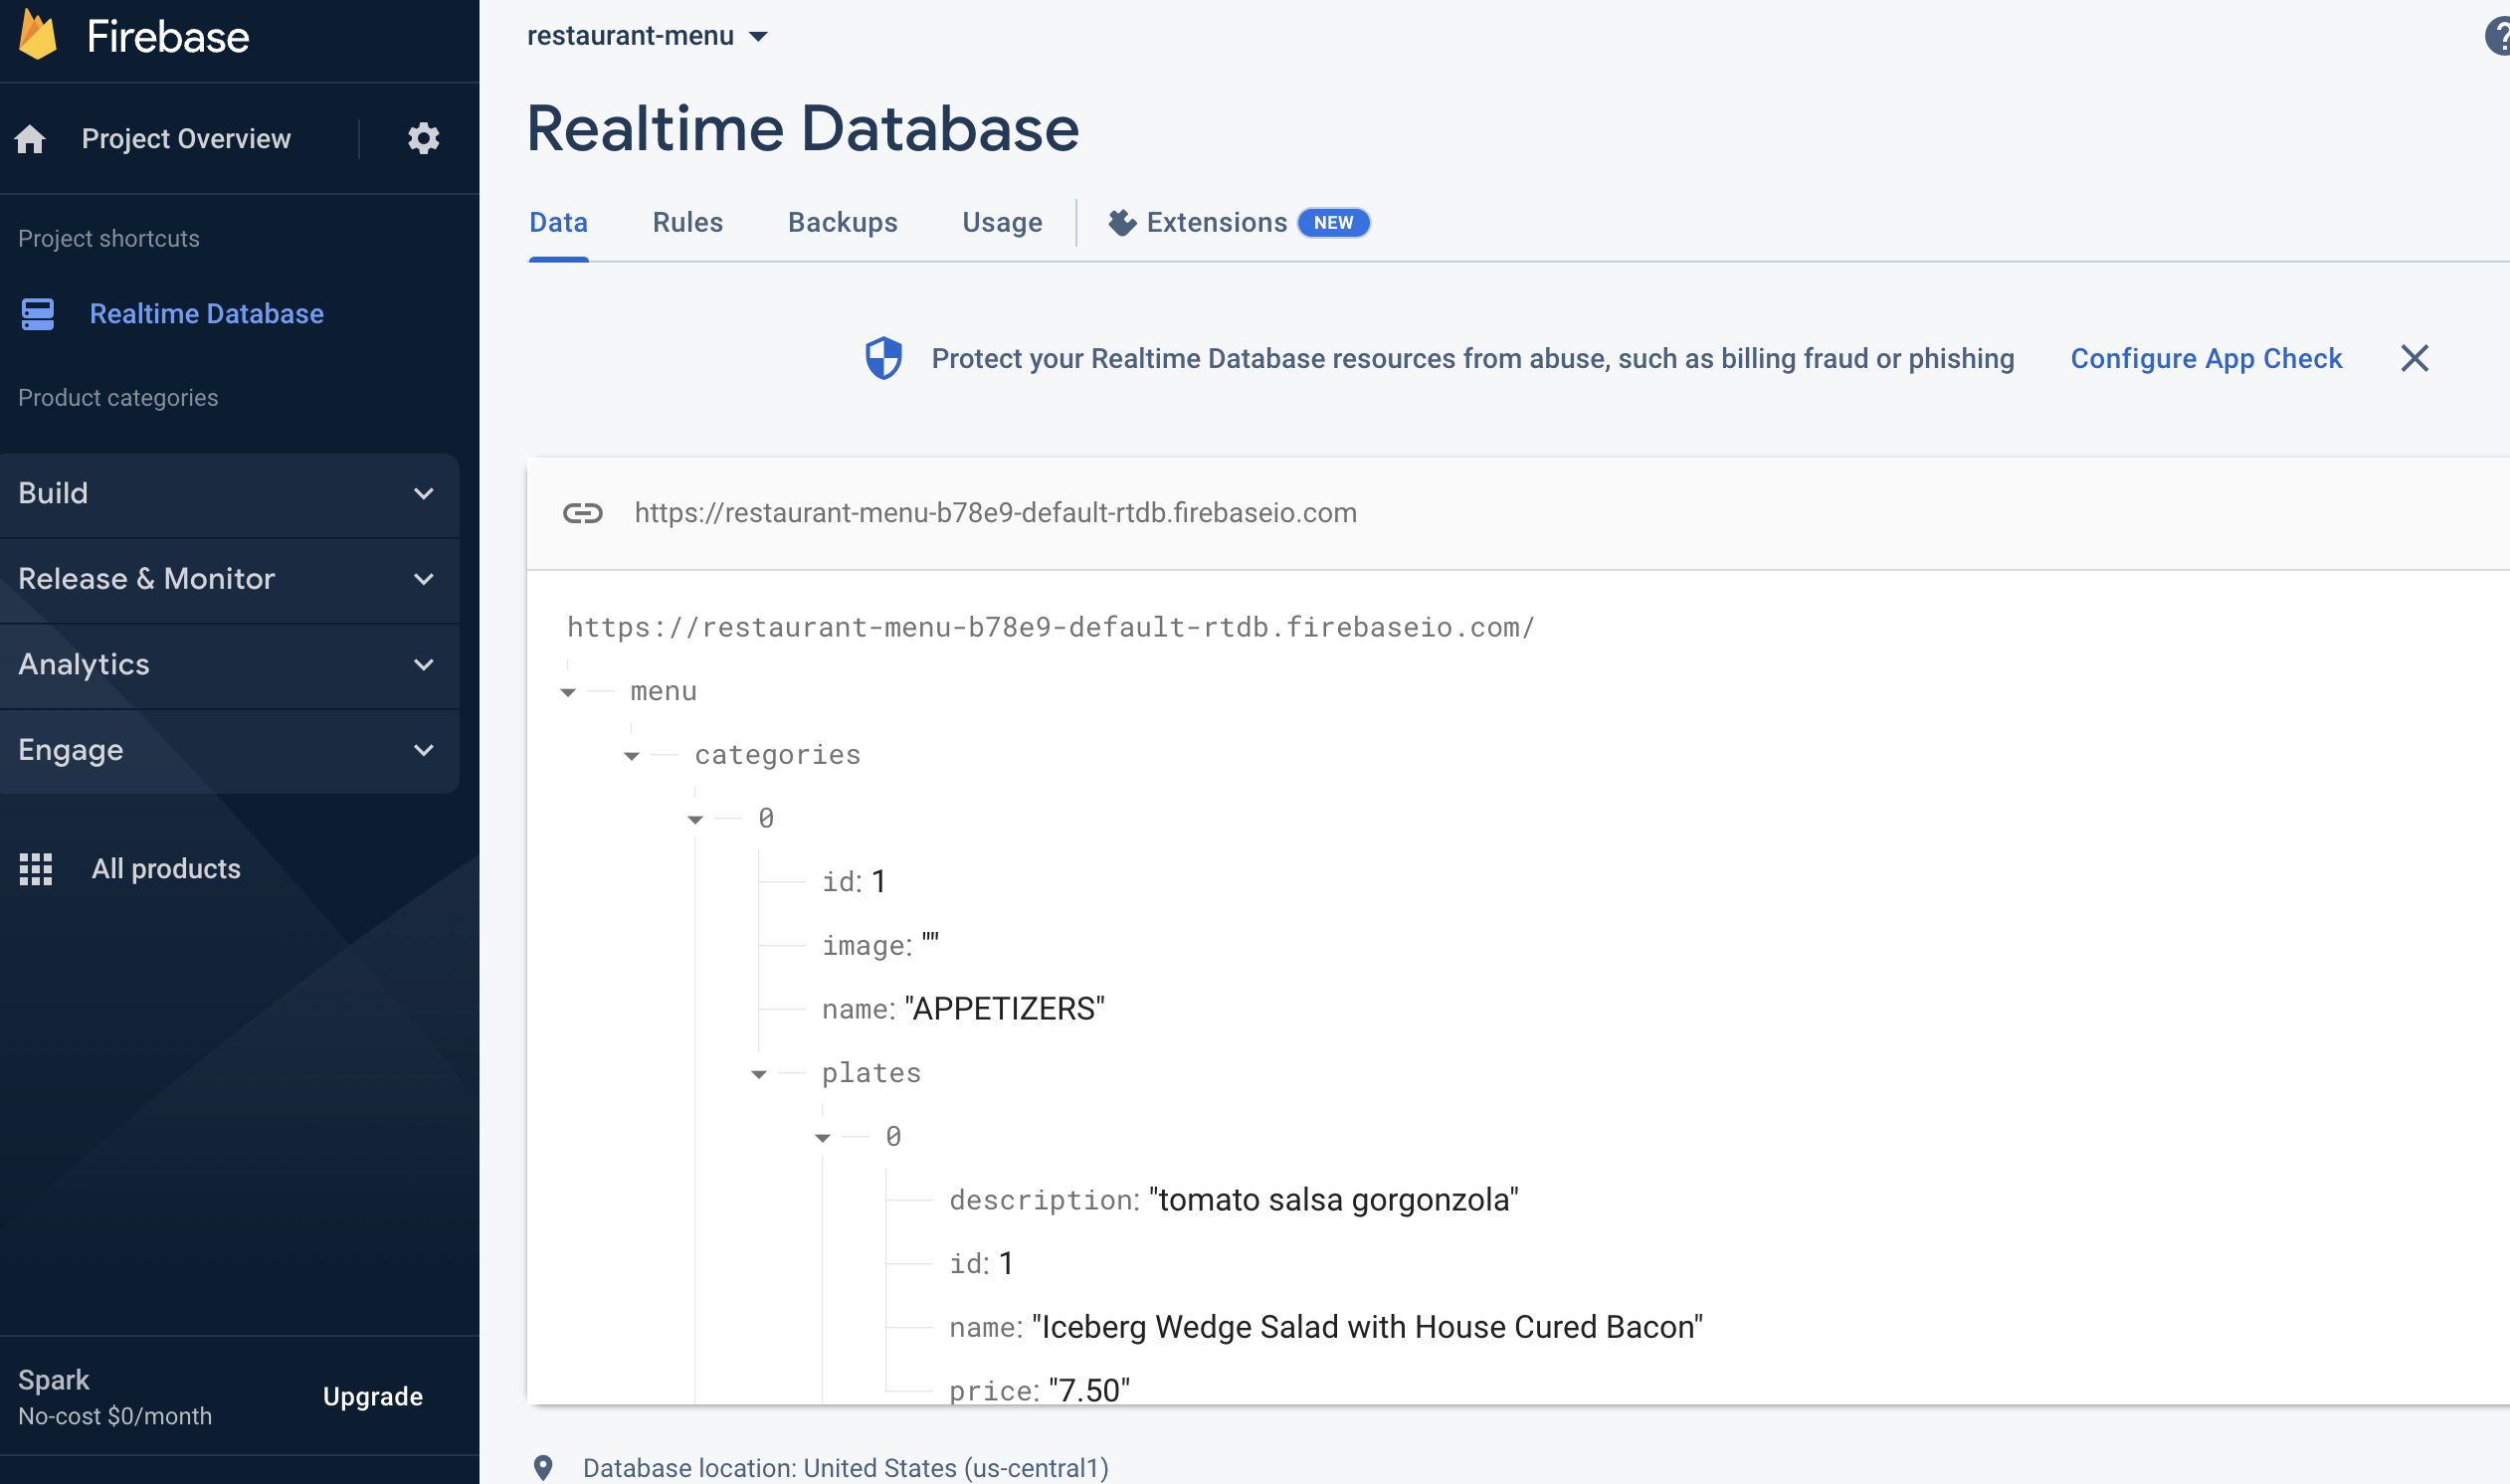 Firebase
Project Overview
Project shortcuts
Realtime Database
Product categories
Build
Release & Monitor
Analytics
Engage
All products
Spark
No-cost $0/month
Upgrade
restaurant-menu
?
Realtime Database
Data Rules Backups Usage Extensions NEW
Protect your Realtime Database resources from abuse, such as billing fraud or phishing Configure App Check
https://restaurant-menu-b78e9-default-rtdb.firebaseio.com
https://restaurant-menu-b78e9-default-rtdb.firebaseio.com/
menu
categories
0
id: 1
image: ""
name: "APPETIZERS"
plates
0
description: "tomato salsa gorgonzola"
id: 1
name: "Iceberg Wedge Salad with House Cured Bacon"
price: "7.50"
Database location: United States (us-central1)